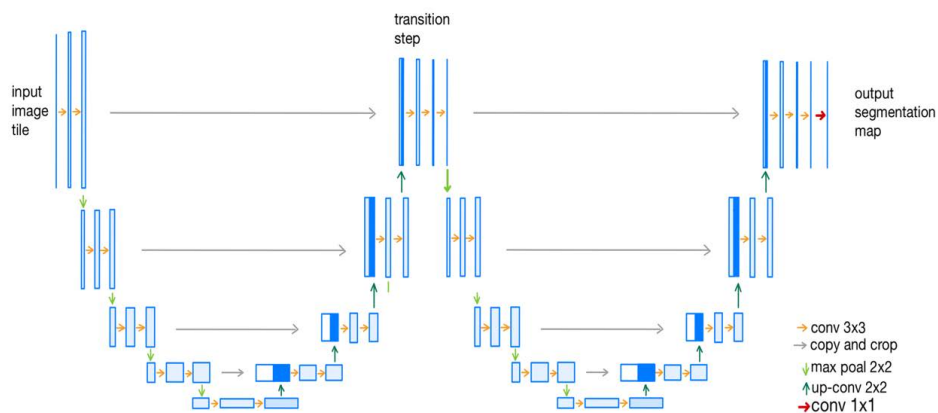 transition
step
input
image
tile
output
segmentation
map
conv 3x3
copy and crop
max poal 2x2
up-conv 2x2
conv 1x1